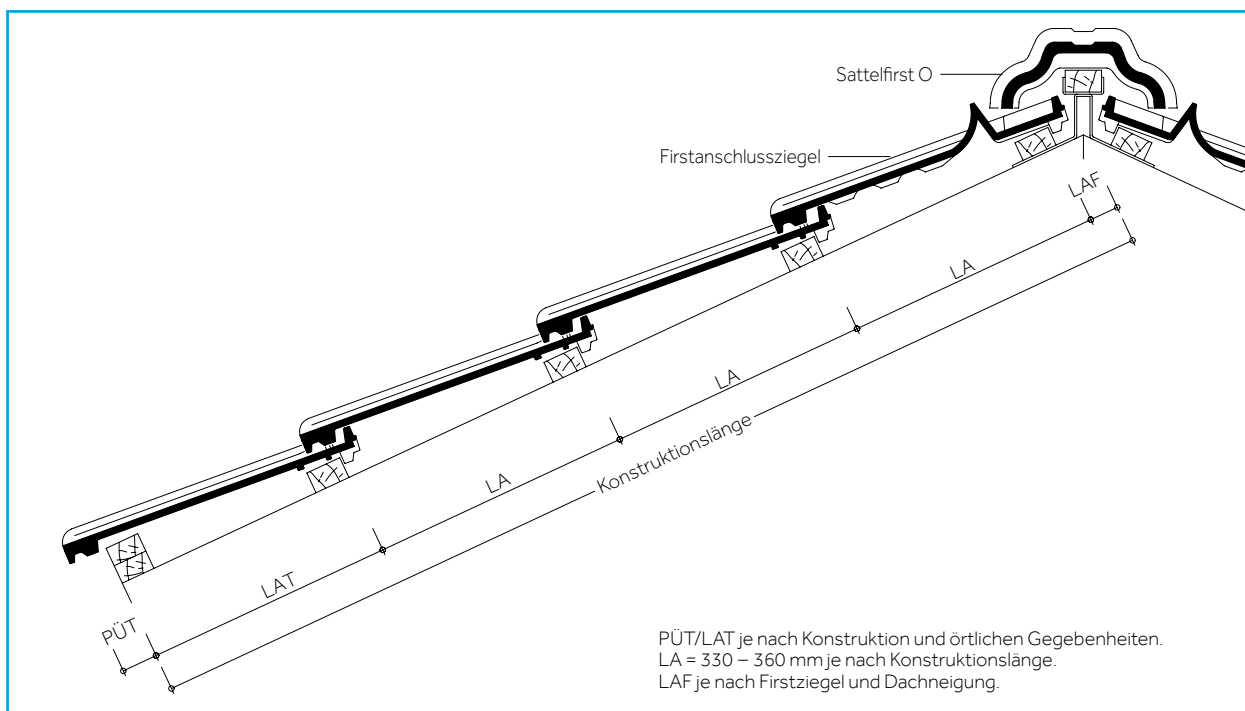 Sattelfirst O
Firstanschlussziegel
LAF
LA
LA
LA
Konstruktionslänge
LAT
PÜT
PÜT/LAT je nach Konstruktion und örtlichen Gegebenheiten.
LA = 330 – 360 mm je nach Konstruktionslänge.
LAF je nach Firstziegel und Dachneigung.